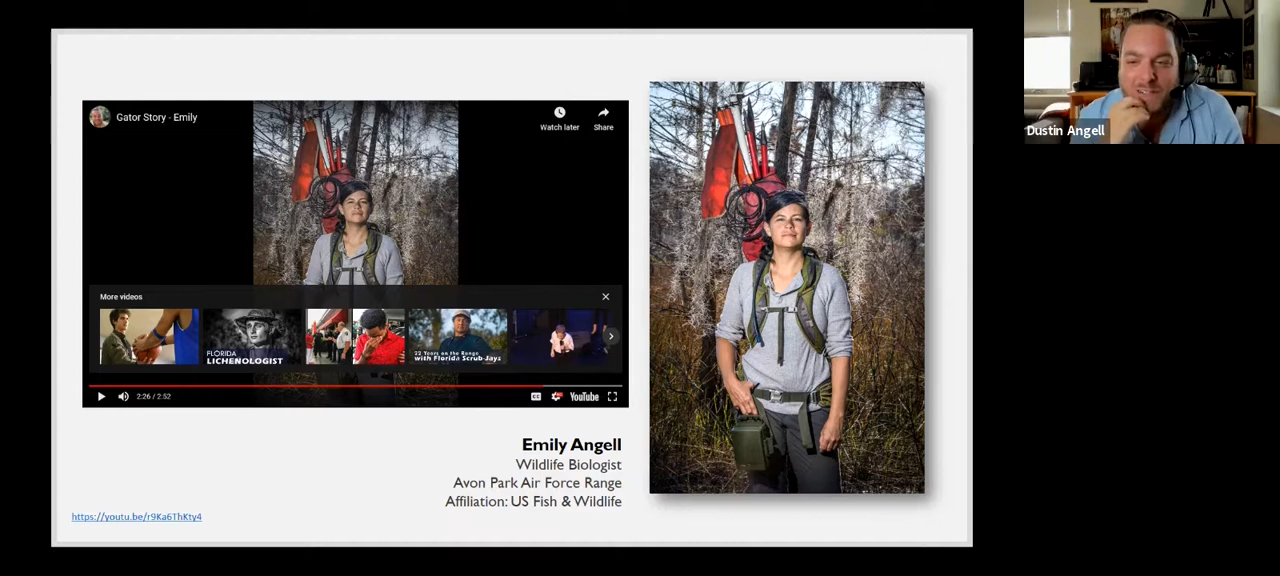 Gator Story - Emily
Watch later
Share
More videos
FLORIDA
LICHENOLOGIST
22 Years on the Range
with Florida Scrub-Jays
2:26 / 2:52
CC
YouTube
Emily Angell
Wildlife Biologist
Avon Park Air Force Range
Affiliation: US Fish & Wildlife
https://youtu.be/r9Ka6ThKty4
Dustin Angell